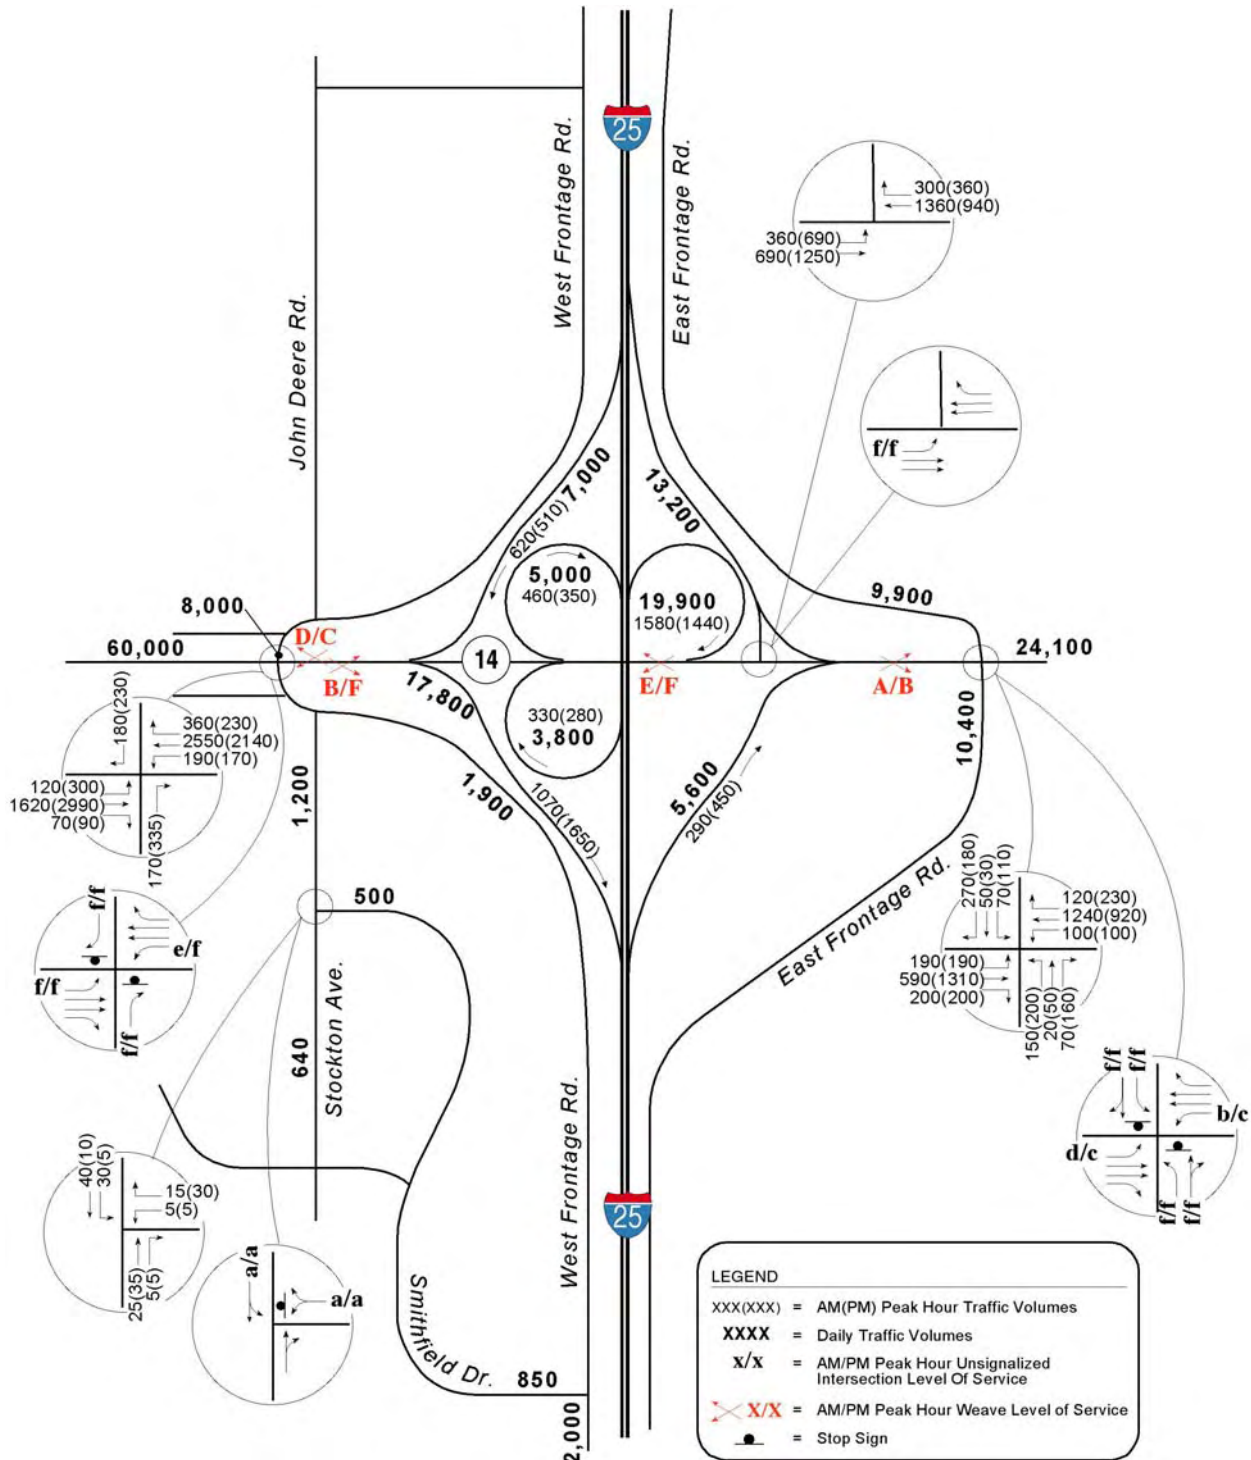 25
West Frontage Rd.
East Frontage Rd.
John Deere Rd.
300(360)
1360(940)
360(690)
690(1250)
f/f
7,000
620(510)
13,200
5,000
460(350)
19,900
1580(1440)
9,900
8,000
D/C
60,000
14
24,100
B/F
E/F
A/B
17,800
330(280)
3,800
10,400
180(230)
360(230)
2550(2140)
190(170)
120(300)
1620(2990)
70(90)
170(335)
1,200
1,900
1070(1650)
5,600
290(450)
270(180)
50(30)
70(110)
120(230)
1240(920)
100(100)
190(190)
590(1310)
200(200)
150(200)
20(50)
70(160)
500
f/f
e/f
f/f
f/f
East Frontage Rd.
640
Stockton Ave.
West Frontage Rd.
f/f
f/f
b/c
d/c
f/f
f/f
40(10)
30(5)
15(30)
5(5)
25(35)
5(5)
25
a/a
a/a
Smithfield Dr.
850
2,000
LEGEND
XXX(XXX) = AM(PM) Peak Hour Traffic Volumes
XXXX = Daily Traffic Volumes
x/x = AM/PM Peak Hour Unsignalized
Intersection Level Of Service
X/X = AM/PM Peak Hour Weave Level of Service
= Stop Sign